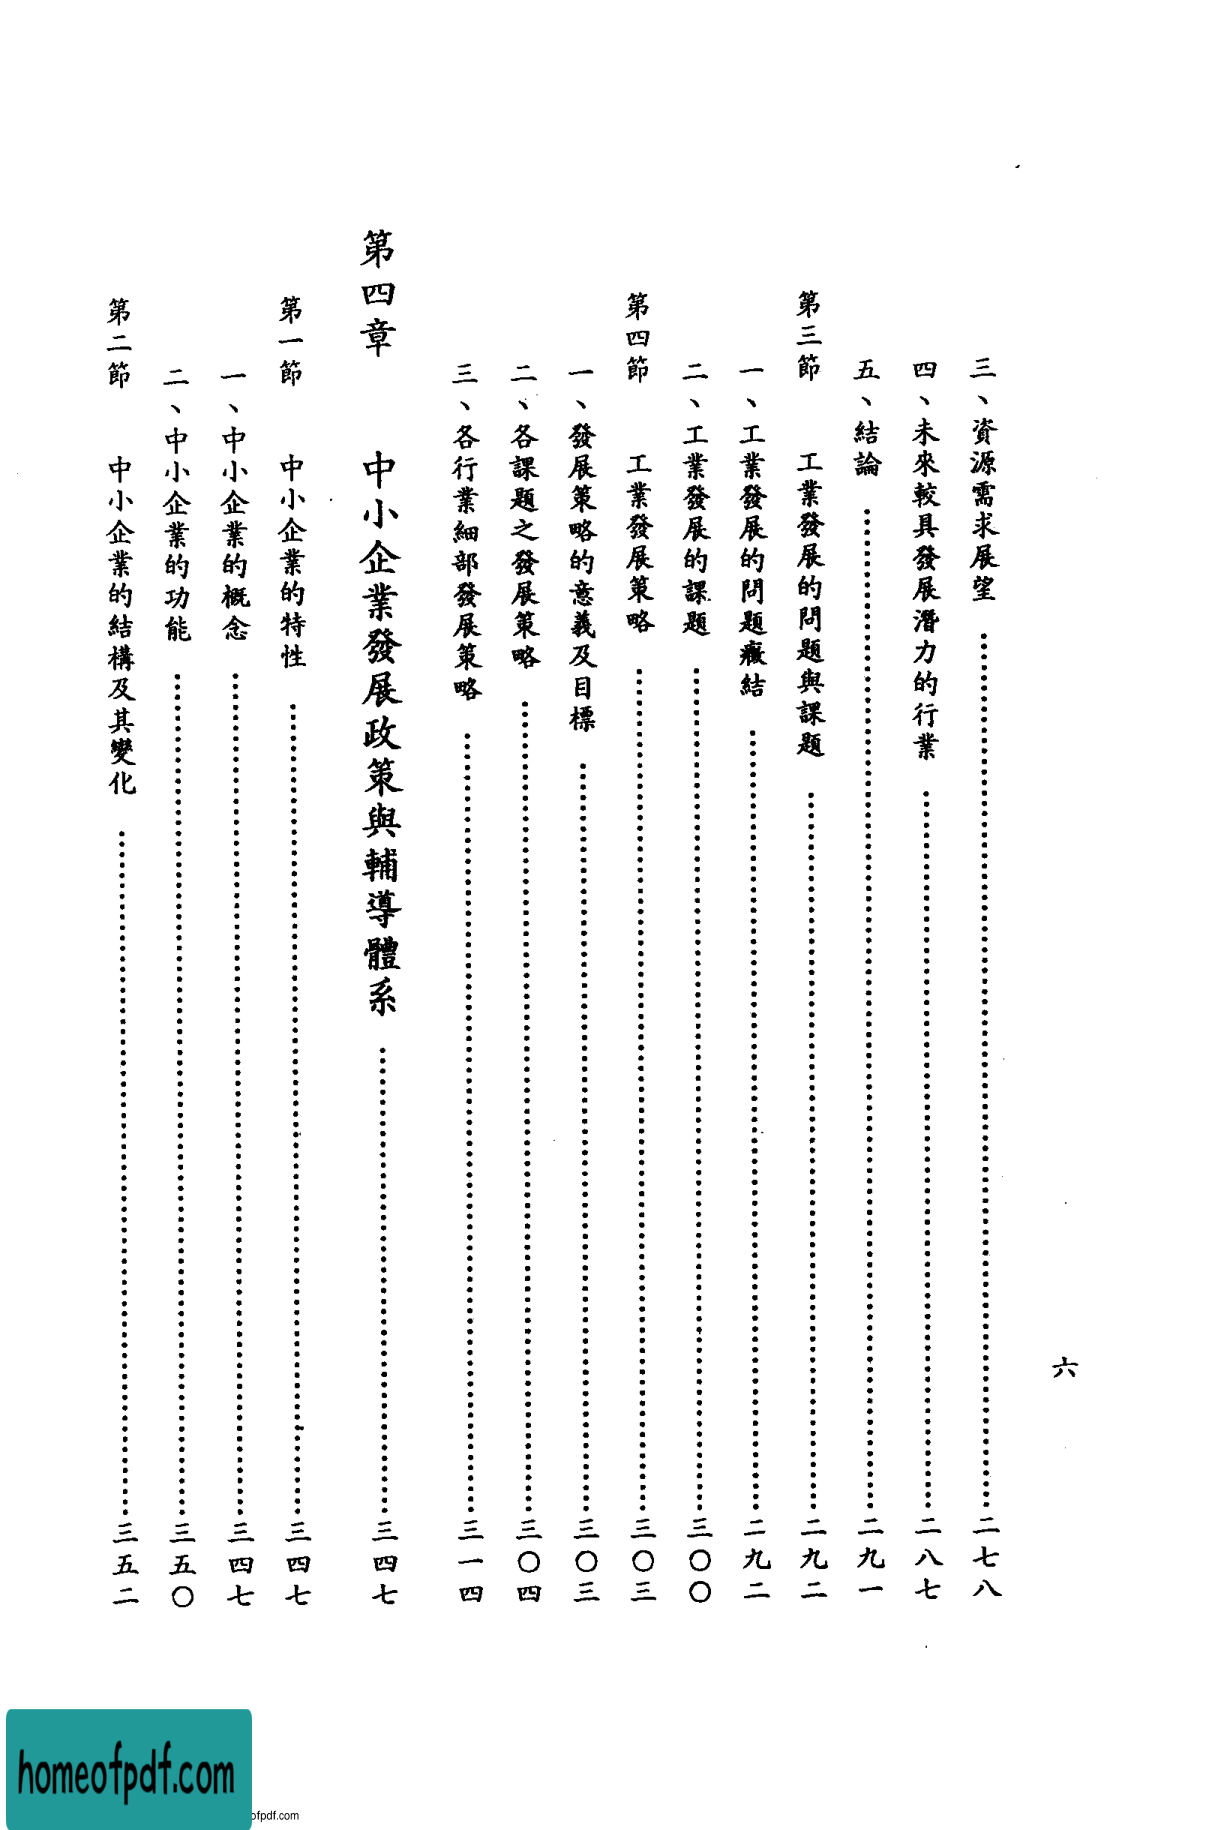 六
三、資源需求展望………二七八
四、未來較具發展潛力的行業………二八七
五、結論………二九一
第三節 工業發展的問題與課題………二九二
一、工業發展的問題癥結………二九二
二、工業發展的課題………三〇〇
第四節 工業發展策略………三〇三
一、發展策略的意義及目標………三〇三
二、各課題之發展策略………三〇四
三、各行業細部發展策略………三一四
第四章 中小企業發展政策與輔導體系………三四七
第一節 中小企業的特性………三四七
一、中小企業的概念………三四七
二、中小企業的功能………三五〇
第二節 中小企業的結構及其變化………三五二
homeofpdf.com
ofpdf.com